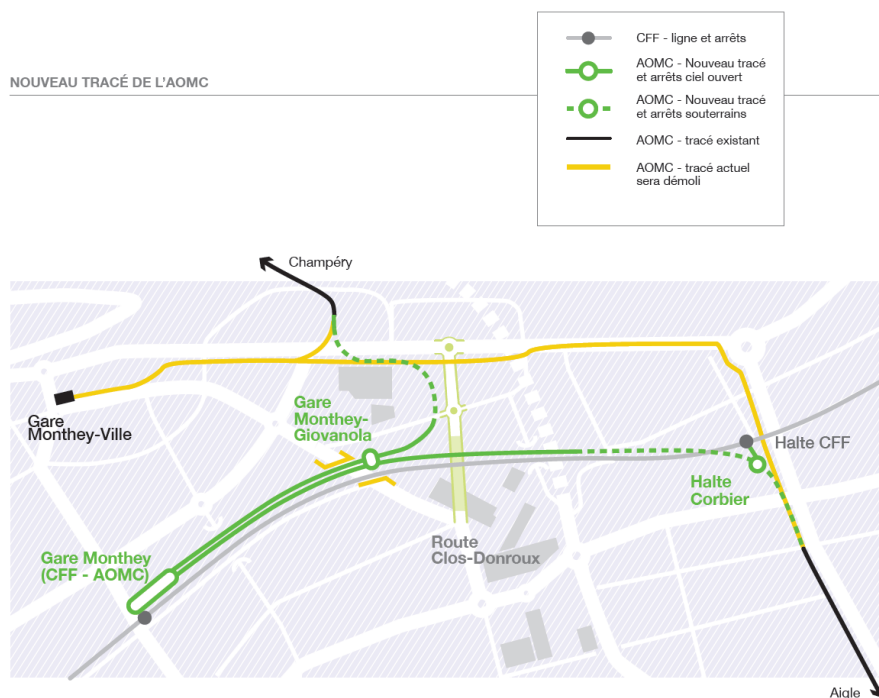 NOUVEAU TRACÉ DE L'AOMC
CFF - ligne et arrêts
AOMC - Nouveau tracé
et arrêts ciel ouvert
AOMC - Nouveau tracé
et arrêts souterrains
AOMC - tracé existant
AOMC - tracé actuel
sera démoli
Champéry
Gare
Monthey-Ville
Gare
Monthey-
Giovanola
Halte CFF
Halte
Corbier
Route
Clos-Donroux
Gare Monthey
(CFF - AOMC)
Aigle